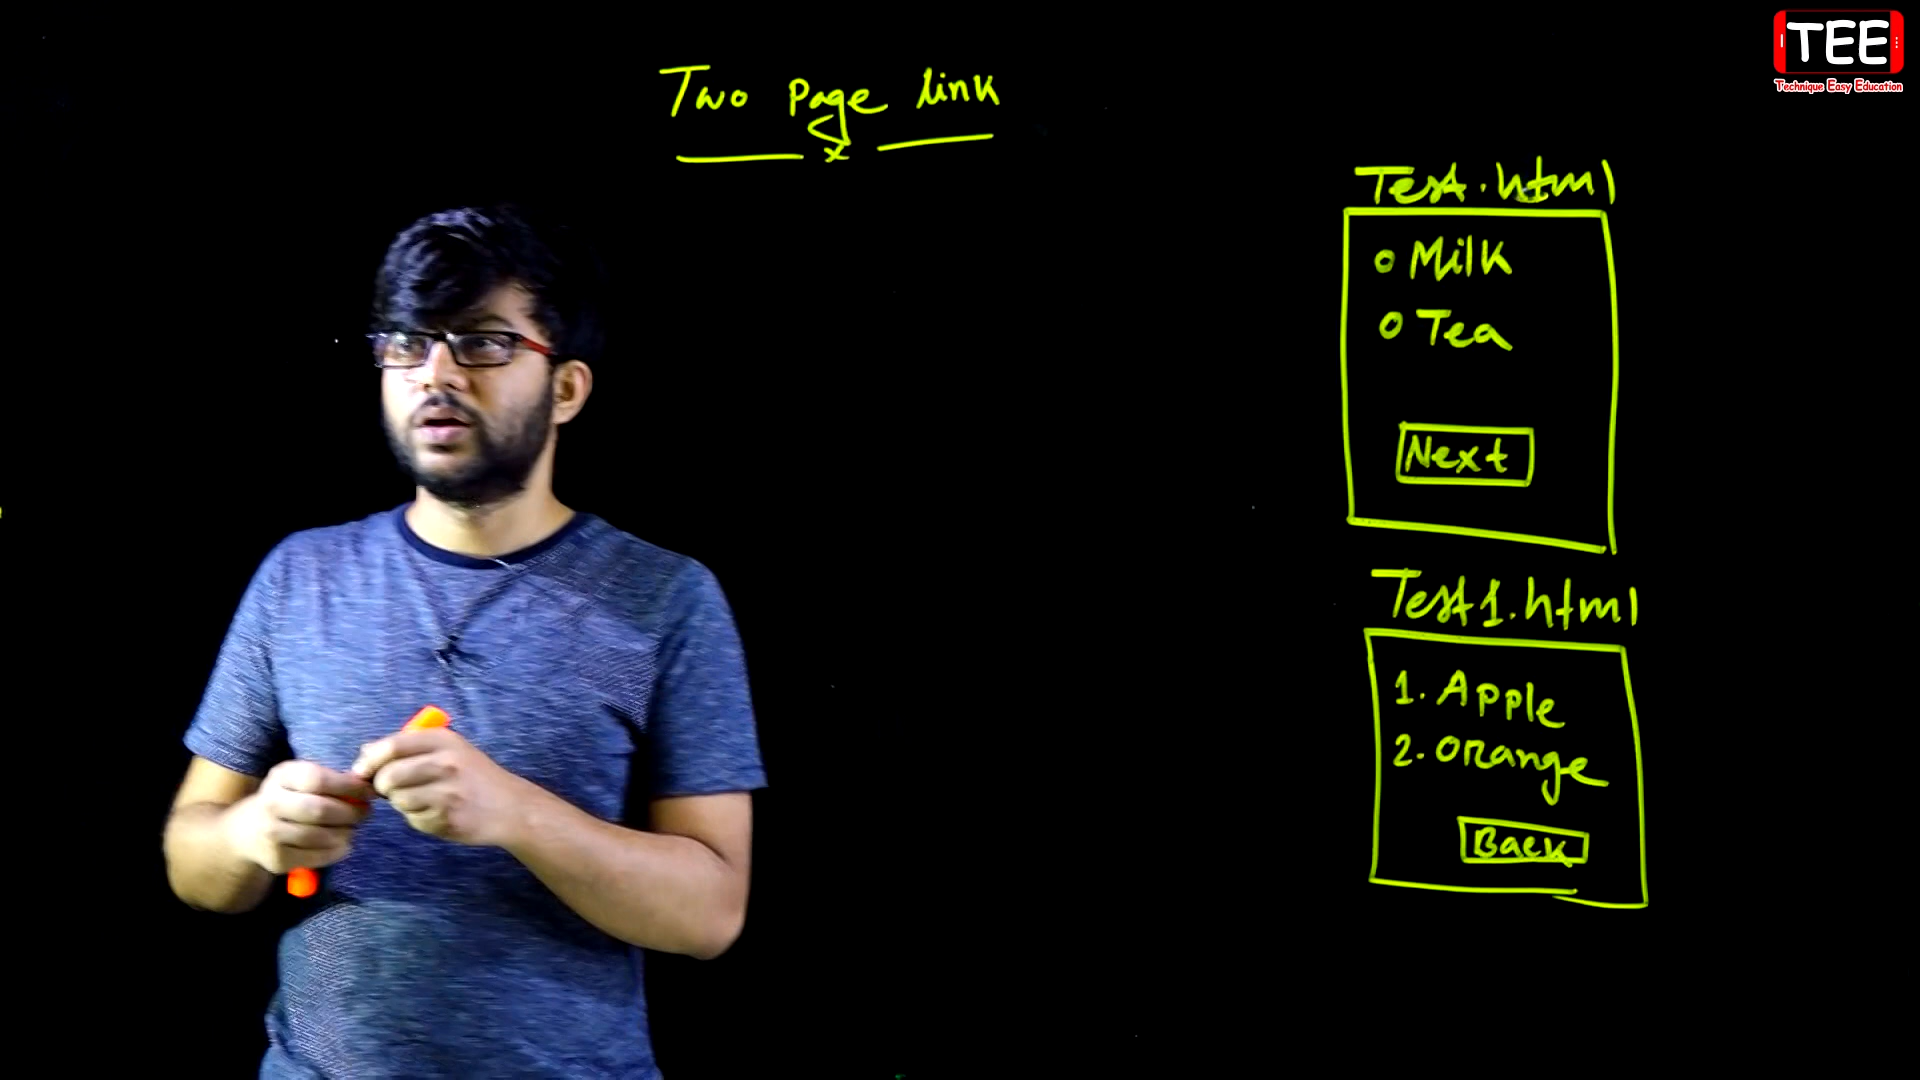 TEE
Technique Easy Education
Two page link
x
Test.html
o Milk
o Tea
Next
Test1.html
1. Apple
2. Orange
Back